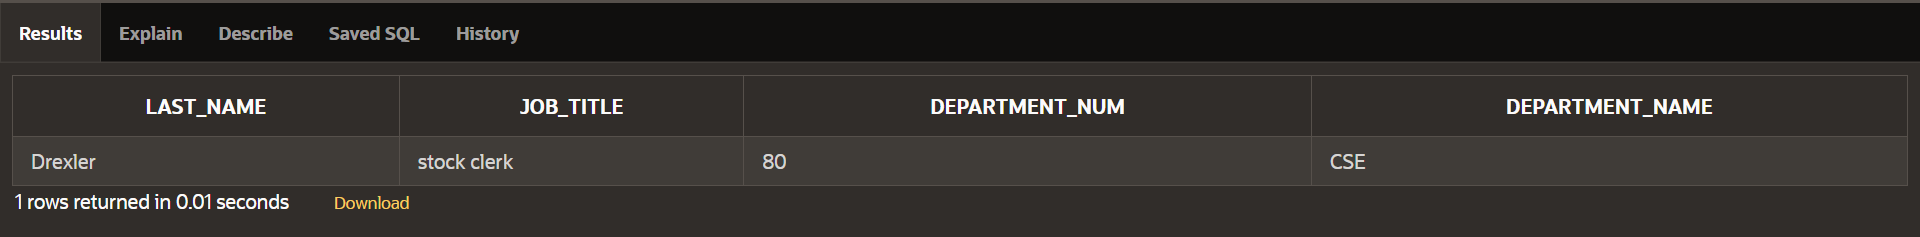 Results Explain Describe Saved SQL History
LAST_NAME JOB_TITLE DEPARTMENT_NUM DEPARTMENT_NAME
Drexler stock clerk 80 CSE
1 rows returned in 0.01 seconds Download